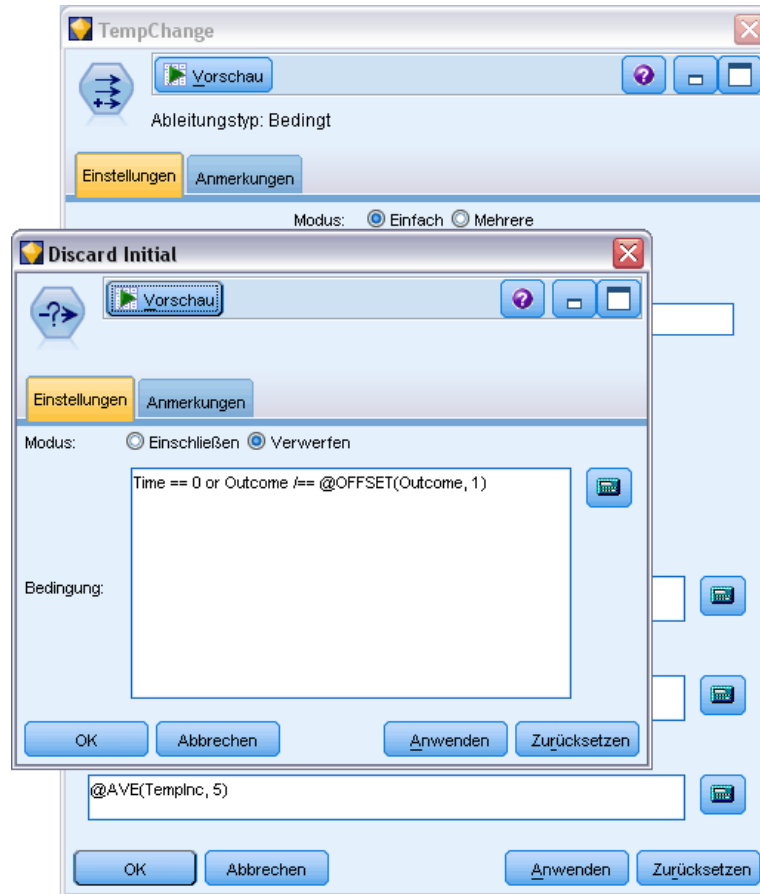 TempChange
Vorschau
Ableitungstyp: Bedingt
Einstellungen Anmerkungen
Modus: Einfach Mehrere
Discard Initial
Vorschau
Einstellungen Anmerkungen
Modus: Einschließen Verwerfen
Time == 0 or Outcome /== @OFFSET(Outcome, 1)
Bedingung:
OK Abbrechen Anwenden Zurücksetzen
@AVE(TempInc, 5)
OK Abbrechen Anwenden Zurücksetzen